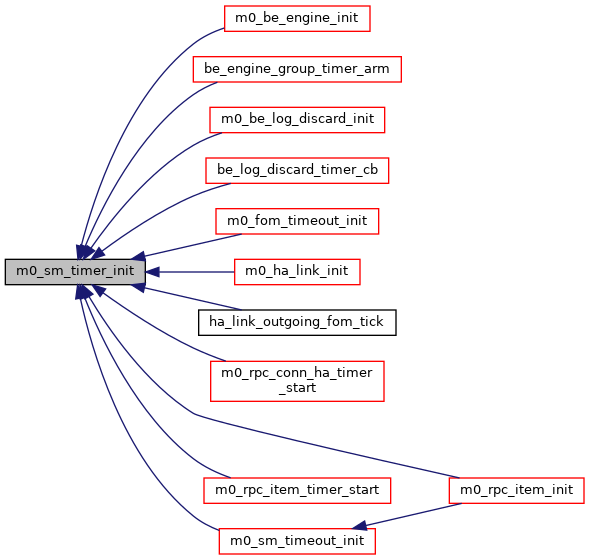 m0_be_engine_init
be_engine_group_timer_arm
m0_be_log_discard_init
be_log_discard_timer_cb
m0_fom_timeout_init
m0_sm_timer_init
m0_ha_link_init
ha_link_outgoing_fom_tick
m0_rpc_conn_ha_timer
_start
m0_rpc_item_timer_start
m0_rpc_item_init
m0_sm_timeout_init